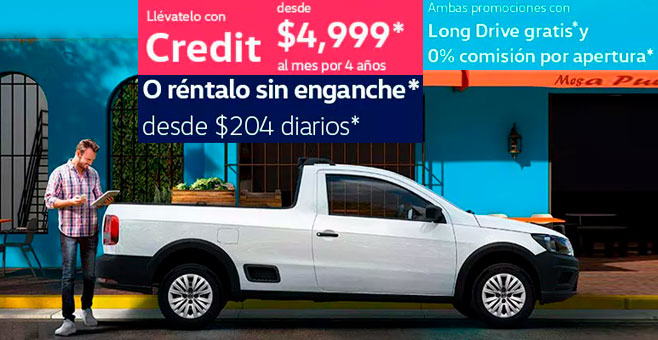 Llévatelo con
Credit
desde
$4,999*
al mes por 4 años
O réntalo sin enganche*
desde $204 diarios*
Ambas promociones con
Long Drive gratis*y
0% comisión por apertura*
Mesa